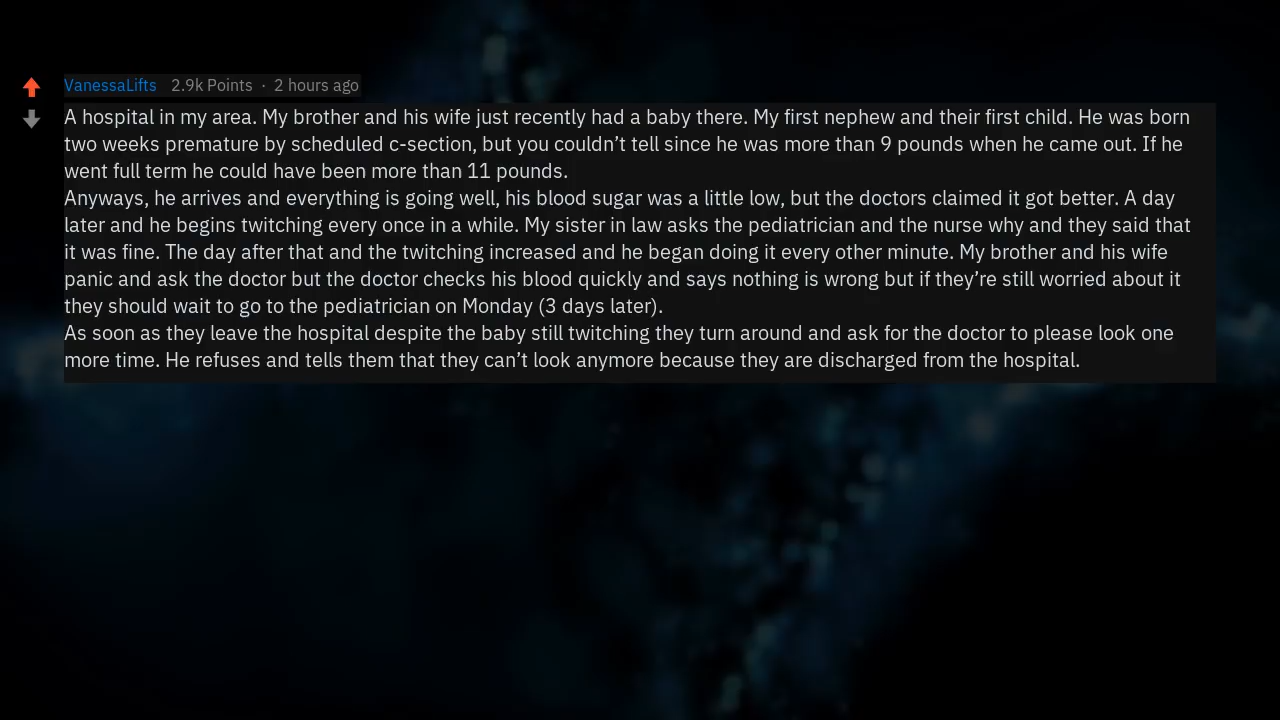 VanessaLifts 2.9k Points · 2 hours ago
A hospital in my area. My brother and his wife just recently had a baby there. My first nephew and their first child. He was born
two weeks premature by scheduled c-section, but you couldn’t tell since he was more than 9 pounds when he came out. If he
went full term he could have been more than 11 pounds.
Anyways, he arrives and everything is going well, his blood sugar was a little low, but the doctors claimed it got better. A day
later and he begins twitching every once in a while. My sister in law asks the pediatrician and the nurse why and they said that
it was fine. The day after that and the twitching increased and he began doing it every other minute. My brother and his wife
panic and ask the doctor but the doctor checks his blood quickly and says nothing is wrong but if they’re still worried about it
they should wait to go to the pediatrician on Monday (3 days later).
As soon as they leave the hospital despite the baby still twitching they turn around and ask for the doctor to please look one
more time. He refuses and tells them that they can’t look anymore because they are discharged from the hospital.